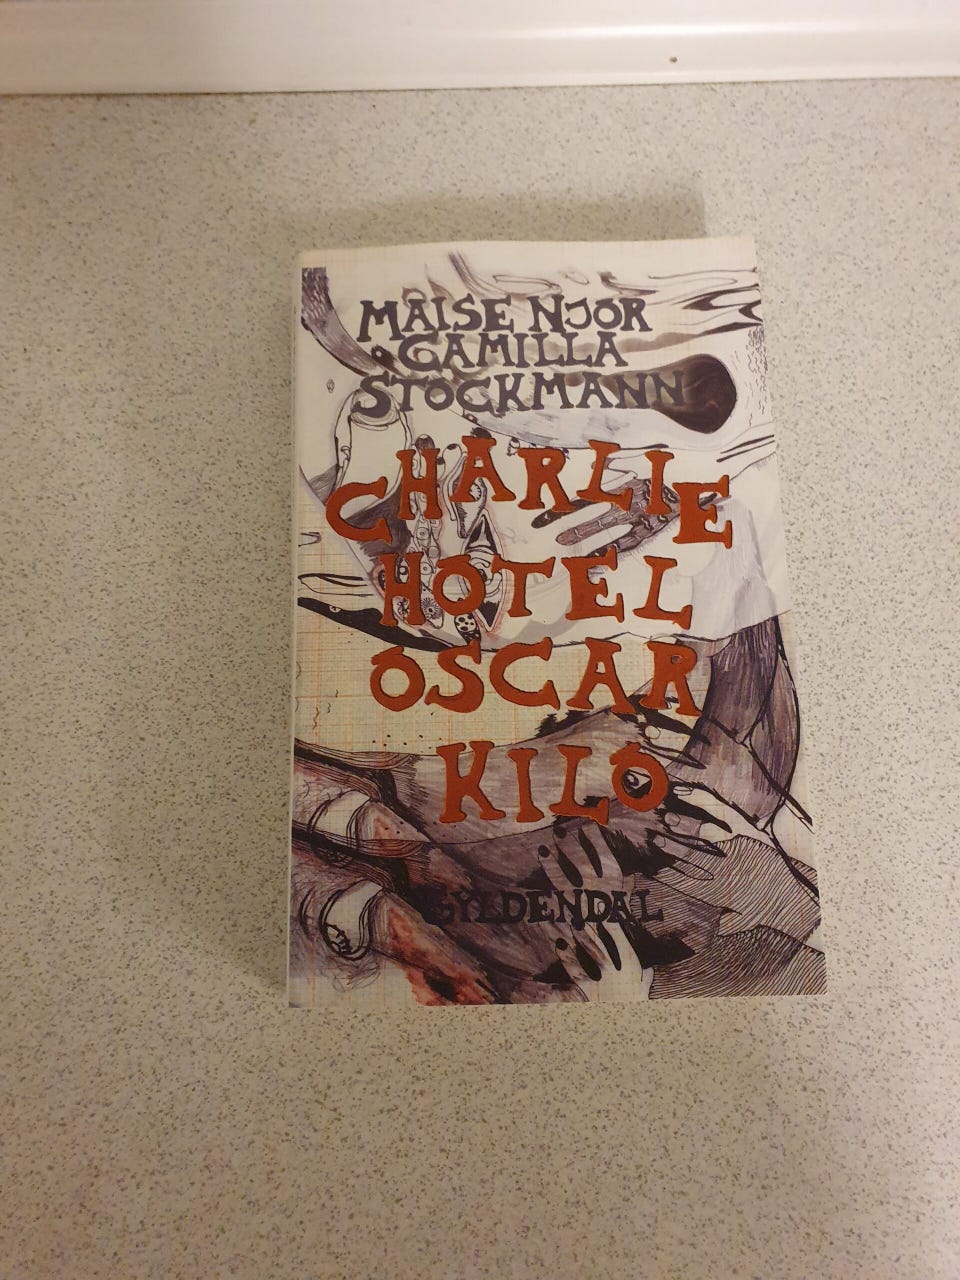 MAISE NJOR
& CAMILLA
STOCKMANN
CHARLIE
HOTEL
OSCAR
KILO
GYLDENDAL